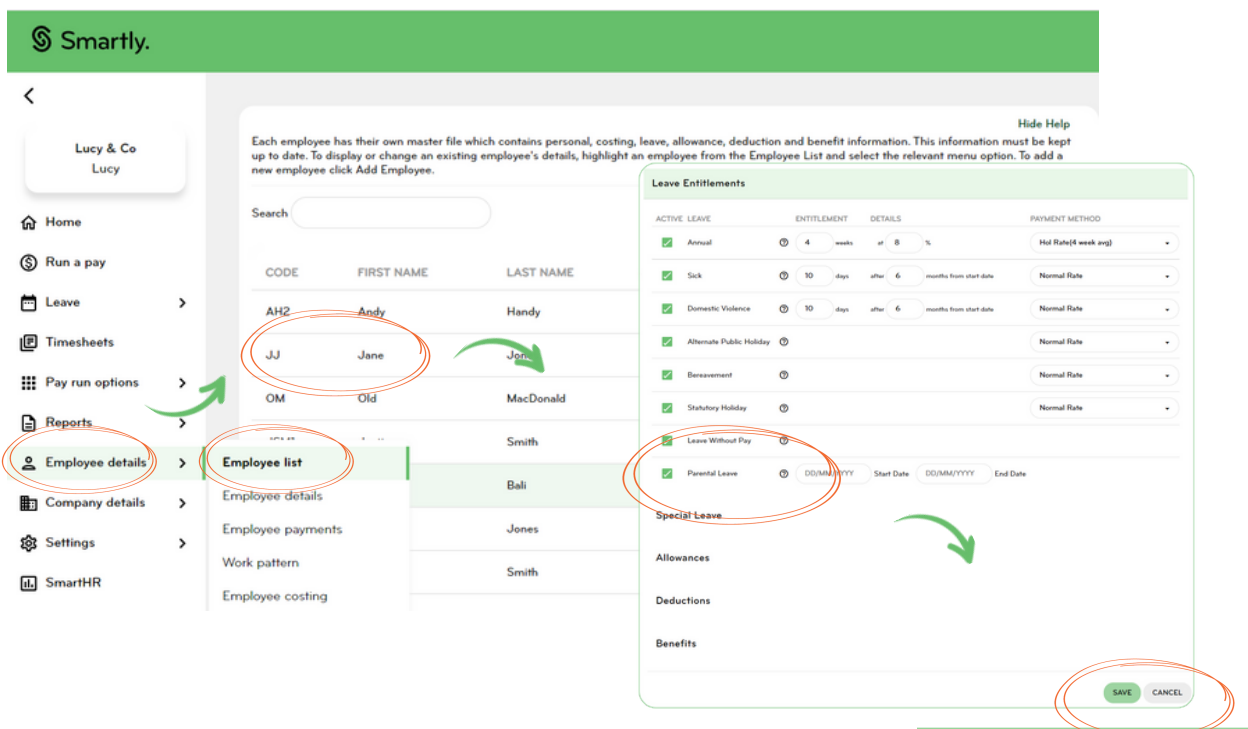 Smartly.
Lucy & Co
Lucy
Home
Run a pay
Leave
Timesheets
Pay run options
Reports
Employee details
Company details
Settings
SmartHR
Employee list
Employee details
Employee payments
Work pattern
Employee costing
Hide Help
Each employee has their own master file which contains personal, costing, leave, allowance, deduction and benefit information. This information must be kept
up to date. To display or change an existing employee's details, highlight an employee from the Employee List and select the relevant menu option. To add a
new employee click Add Employee.
Search
CODE FIRST NAME LAST NAME
AH2 Andy Handy
JJ Jane
OM Old MacDonald
Smith
Bali
Jones
Smith
Leave Entitlements
ACTIVE LEAVE ENTITLEMENT DETAILS PAYMENT METHOD
Annual 4 weeks at 8 % Hol Rate(4 week avg)
Sick 10 days after 6 months from start date Normal Rate
Domestic Violence 10 days after 6 months from start date Normal Rate
Alternate Public Holiday Normal Rate
Bereavement Normal Rate
Statutory Holiday Normal Rate
Leave Without Pay
Parental Leave DD/MM/YYYY Start Date DD/MM/YYYY End Date
Special Leave
Allowances
Deductions
Benefits
SAVE CANCEL